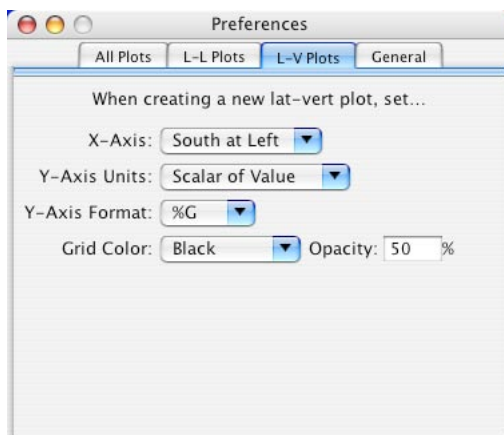 Preferences
All Plots L-L Plots L-V Plots General
When creating a new lat-vert plot, set...
X-Axis: South at Left
Y-Axis Units: Scalar of Value
Y-Axis Format: %G
Grid Color: Black Opacity: 50 %